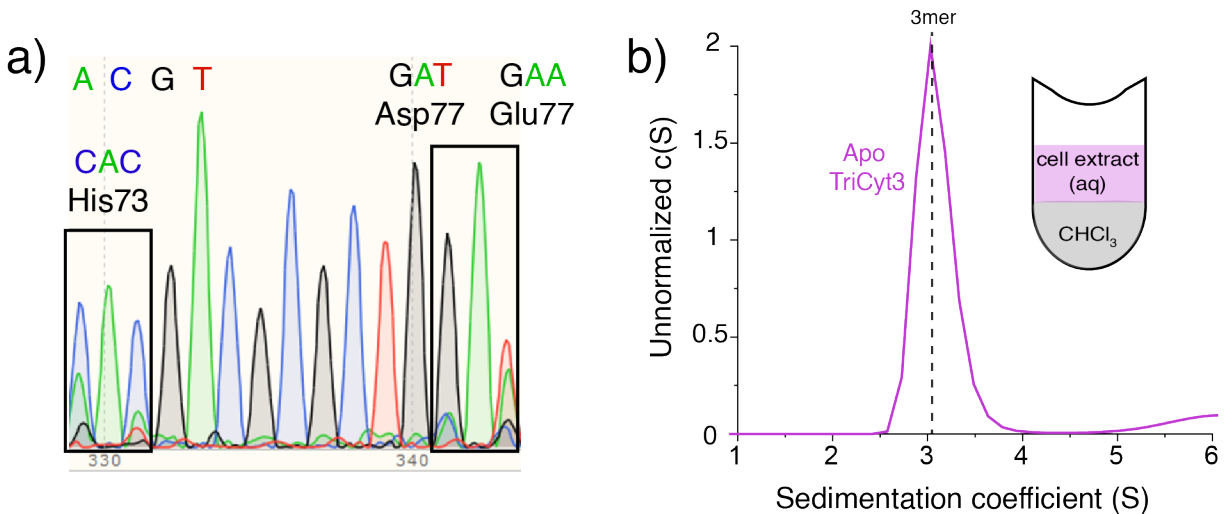 a)
A C G T
GAT GAA
Asp77 Glu77
CAC
His73
330 340
b)
3mer
2
1.5
1
0.5
0
Unnormalized c(S)
Apo
TriCyt3
cell extract
(aq)
CHCl₃
1 2 3 4 5 6
Sedimentation coefficient (S)